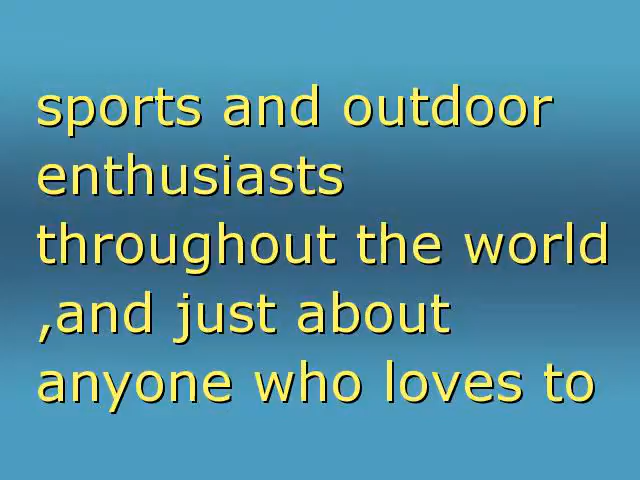 sports and outdoor
enthusiasts
throughout the world
,and just about
anyone who loves to